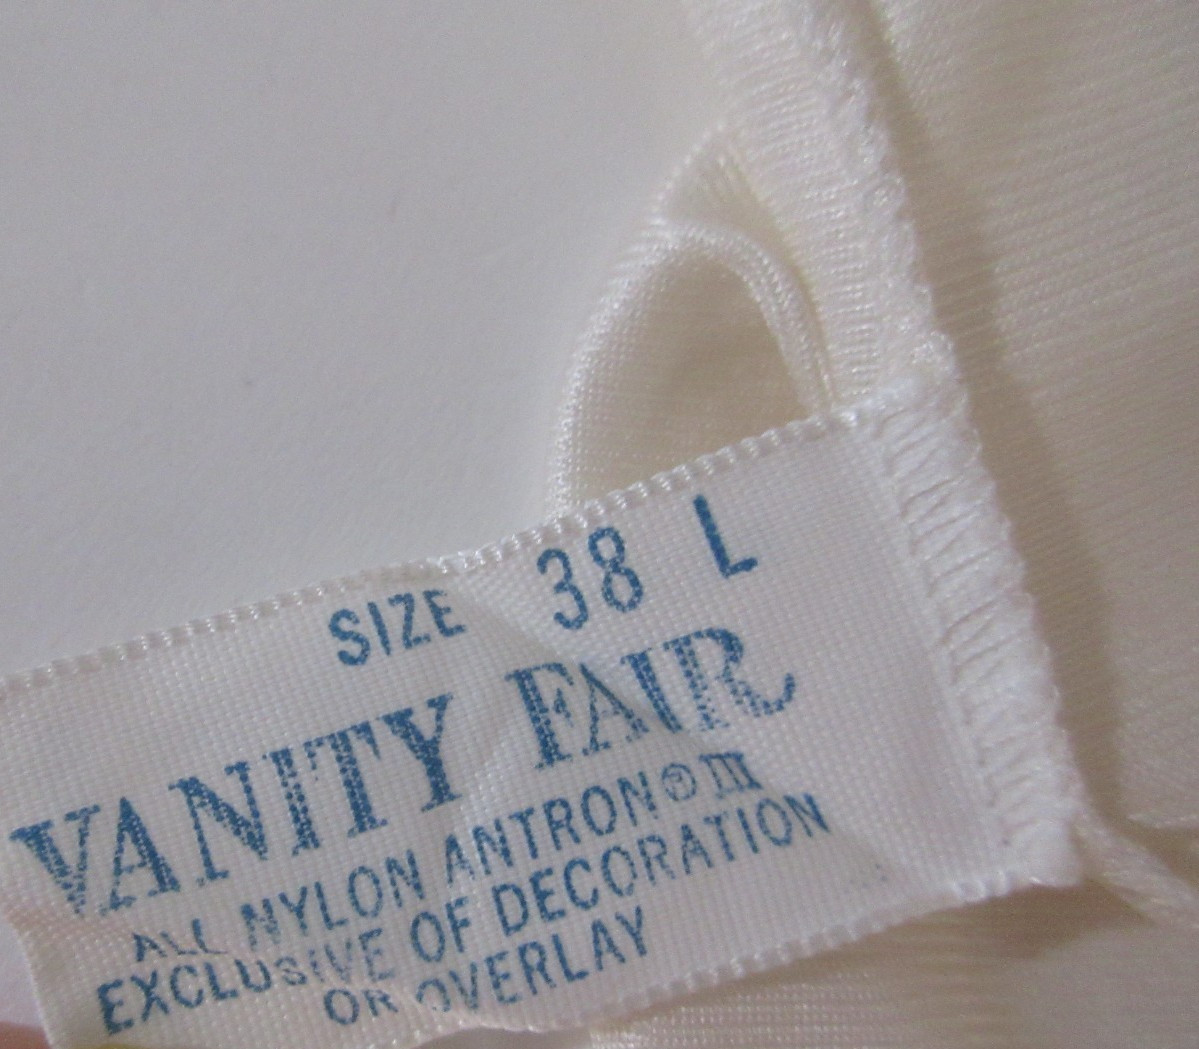 SIZE 38 L
VANITY FAIR
ALL NYLON ANTRON® III
EXCLUSIVE OF DECORATION
OR OVERLAY